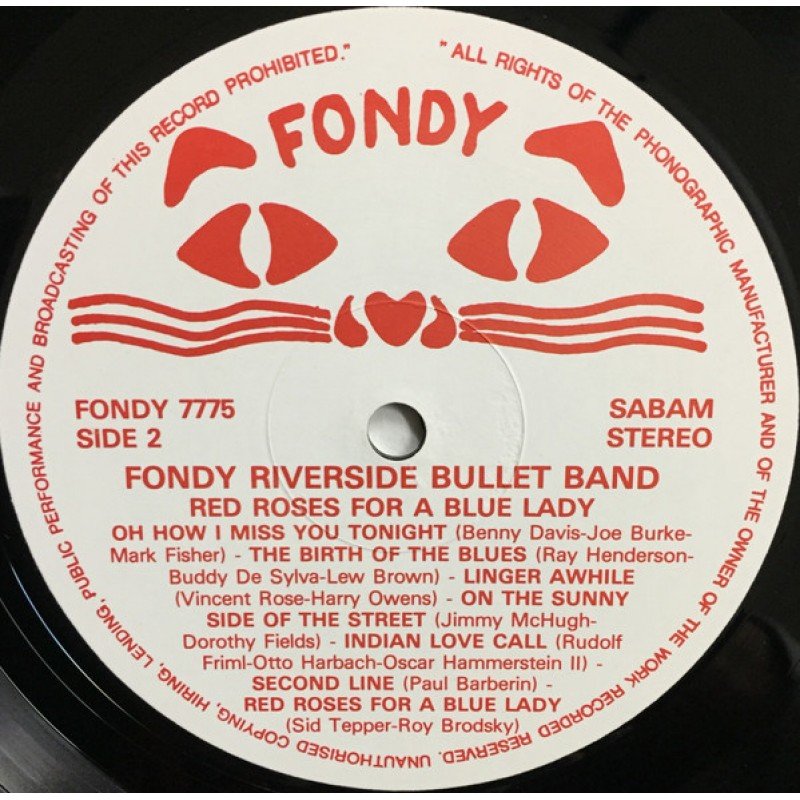 FONDY
FONDY 7775
SIDE 2
SABAM
STEREO
FONDY RIVERSIDE BULLET BAND
RED ROSES FOR A BLUE LADY
OH HOW I MISS YOU TONIGHT (Benny Davis-Joe Burke-
Mark Fisher) - THE BIRTH OF THE BLUES (Ray Henderson-
Buddy De Sylva-Lew Brown) - LINGER AWHILE
(Vincent Rose-Harry Owens) - ON THE SUNNY
SIDE OF THE STREET (Jimmy McHugh-
Dorothy Fields) - INDIAN LOVE CALL (Rudolf
Friml-Otto Harbach-Oscar Hammerstein II) -
SECOND LINE (Paul Barberin) -
RED ROSES FOR A BLUE LADY
(Sid Tepper-Roy Brodsky)
"ALL RIGHTS OF THE PHONOGRAPHIC MANUFACTURER AND OF THE OWNER OF THE WORK RECORDED RESERVED. UNAUTHORISED COPYING, HIRING, LENDING, PUBLIC PERFORMANCE AND BROADCASTING OF THIS RECORD PROHIBITED."